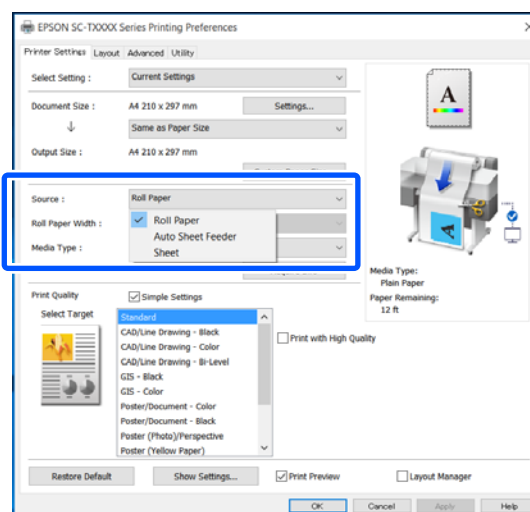 EPSON SC-TXXXX Series Printing Preferences
Printer Settings Layout Advanced Utility
Select Setting : Current Settings
Document Size : A4 210 x 297 mm Settings...
Same as Paper Size
Output Size : A4 210 x 297 mm
Source : Roll Paper
Roll Paper Width :
Media Type :
Roll Paper
Auto Sheet Feeder
Sheet
A
Media Type:
Plain Paper
Paper Remaining:
12 ft
Print Quality Simple Settings
Select Target
Standard
CAD/Line Drawing - Black
CAD/Line Drawing - Color
CAD/Line Drawing - Bi-Level
GIS - Black
GIS - Color
Poster/Document - Color
Poster/Document - Black
Poster (Photo)/Perspective
Poster (Yellow Paper)
Print with High Quality
Restore Default Show Settings... Print Preview Layout Manager
OK Cancel Apply Help